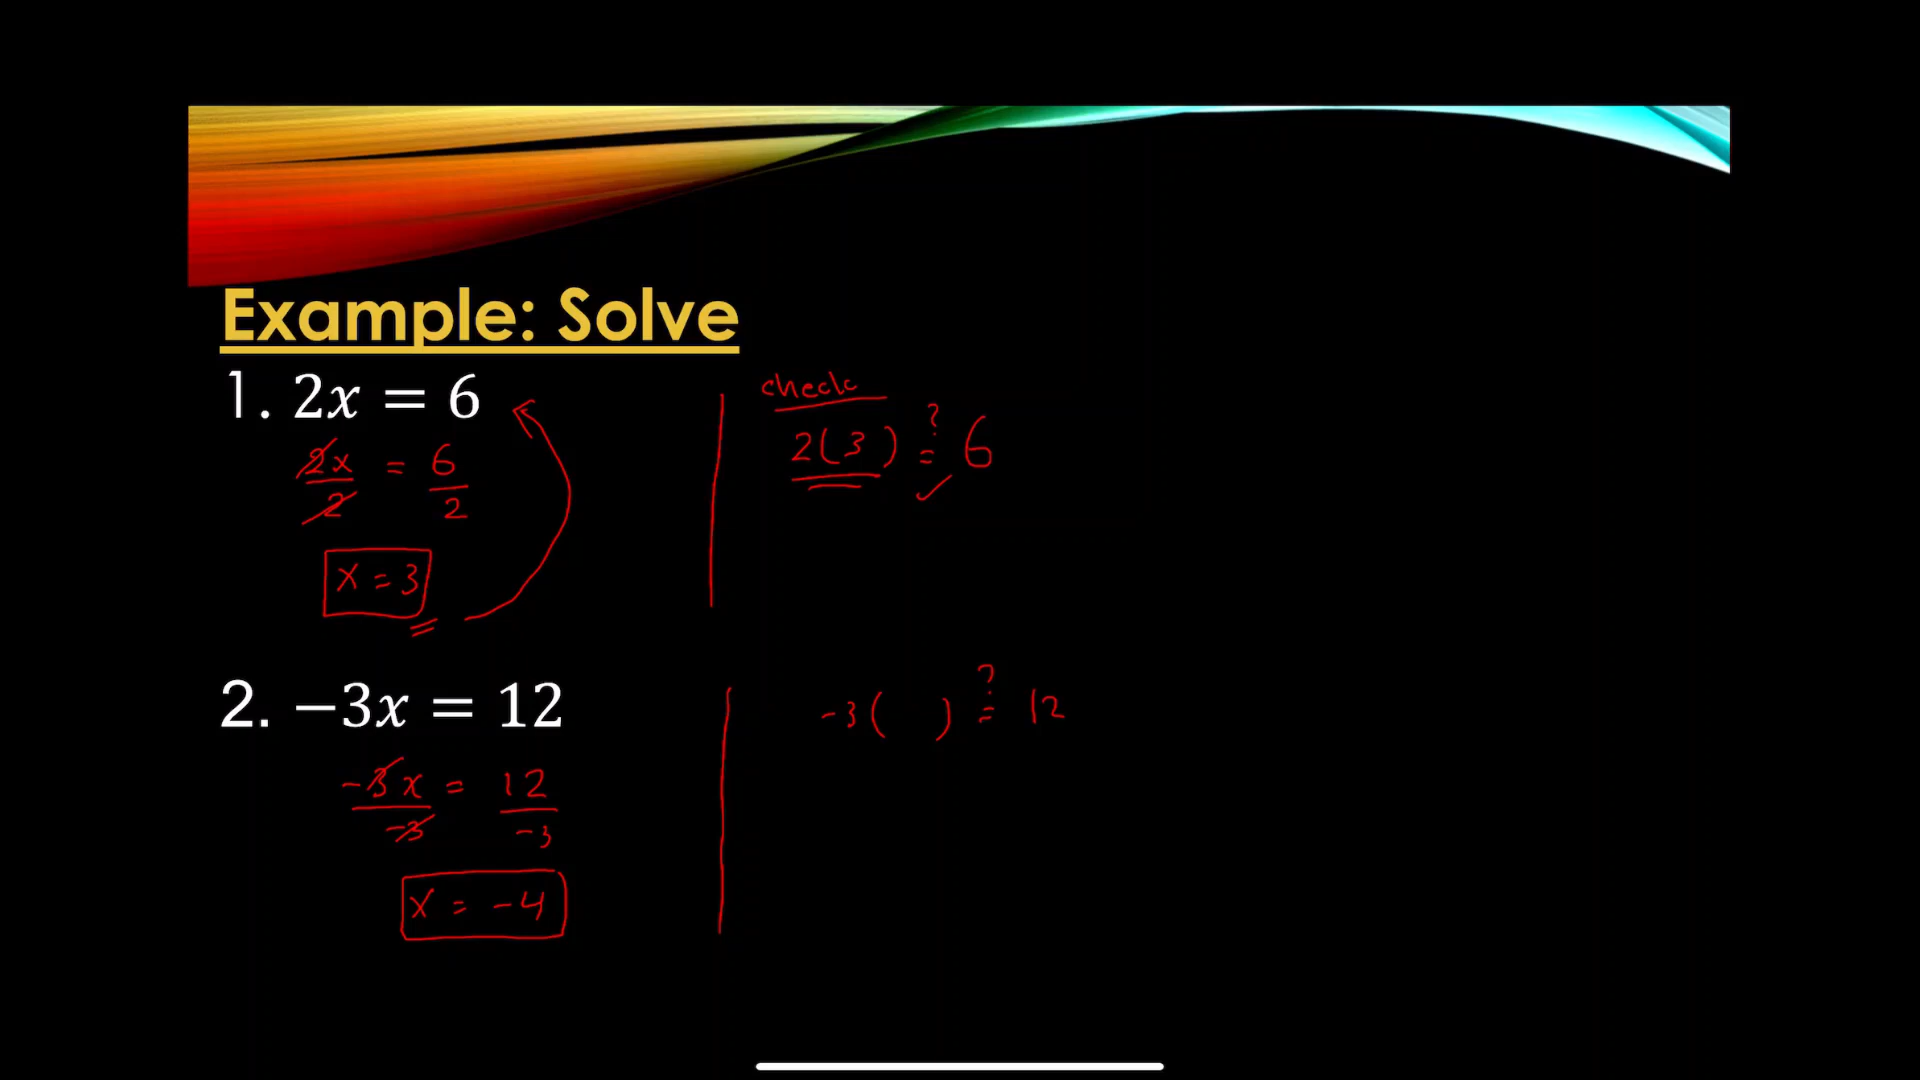 Example: Solve
1. 2x = 6
2x/2 = 6/2
x = 3
check
2(3) ?= 6 ✓
2. −3x = 12
-3x/-3 = 12/-3
x = -4
-3( ) ?= 12